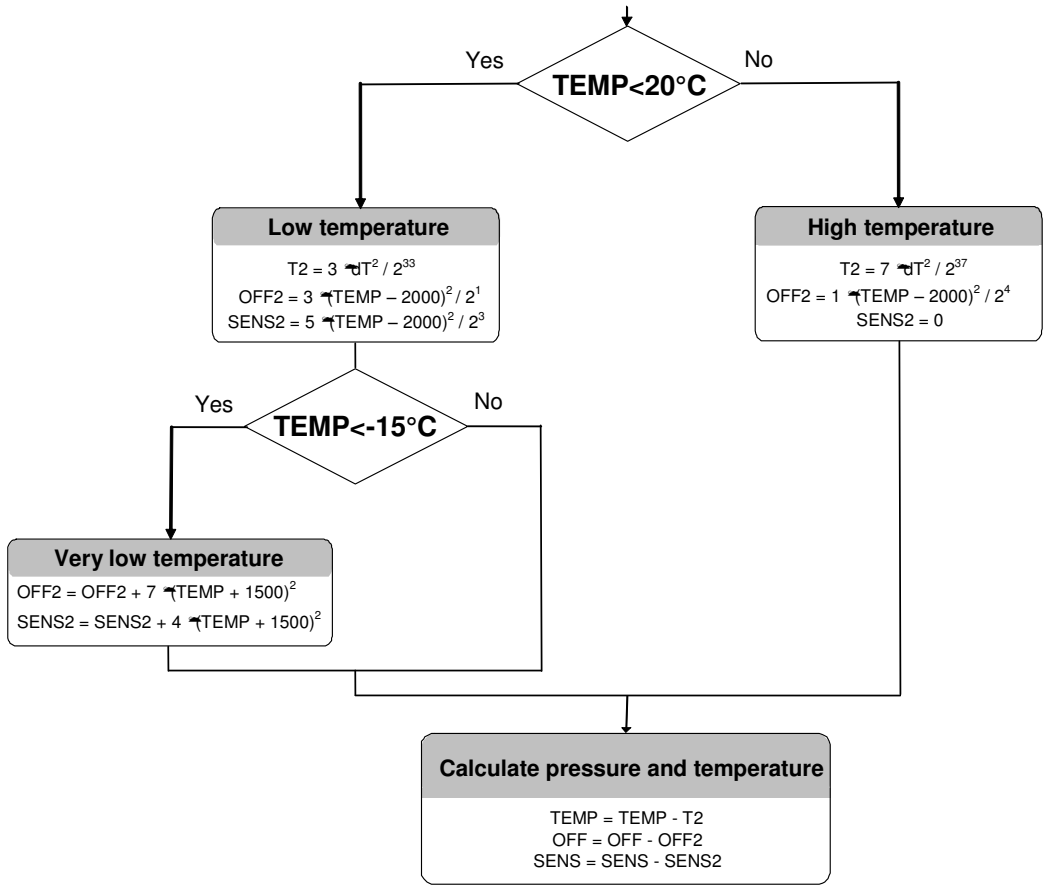 Yes
No
TEMP<20°C
Low temperature
T2 = 3 dT² / 2³³
OFF2 = 3 (TEMP – 2000)² / 2¹
SENS2 = 5 (TEMP – 2000)² / 2³
High temperature
T2 = 7 dT² / 2³⁷
OFF2 = 1 (TEMP – 2000)² / 2⁴
SENS2 = 0
Yes
No
TEMP<-15°C
Very low temperature
OFF2 = OFF2 + 7 (TEMP + 1500)²
SENS2 = SENS2 + 4 (TEMP + 1500)²
Calculate pressure and temperature
TEMP = TEMP - T2
OFF = OFF - OFF2
SENS = SENS - SENS2